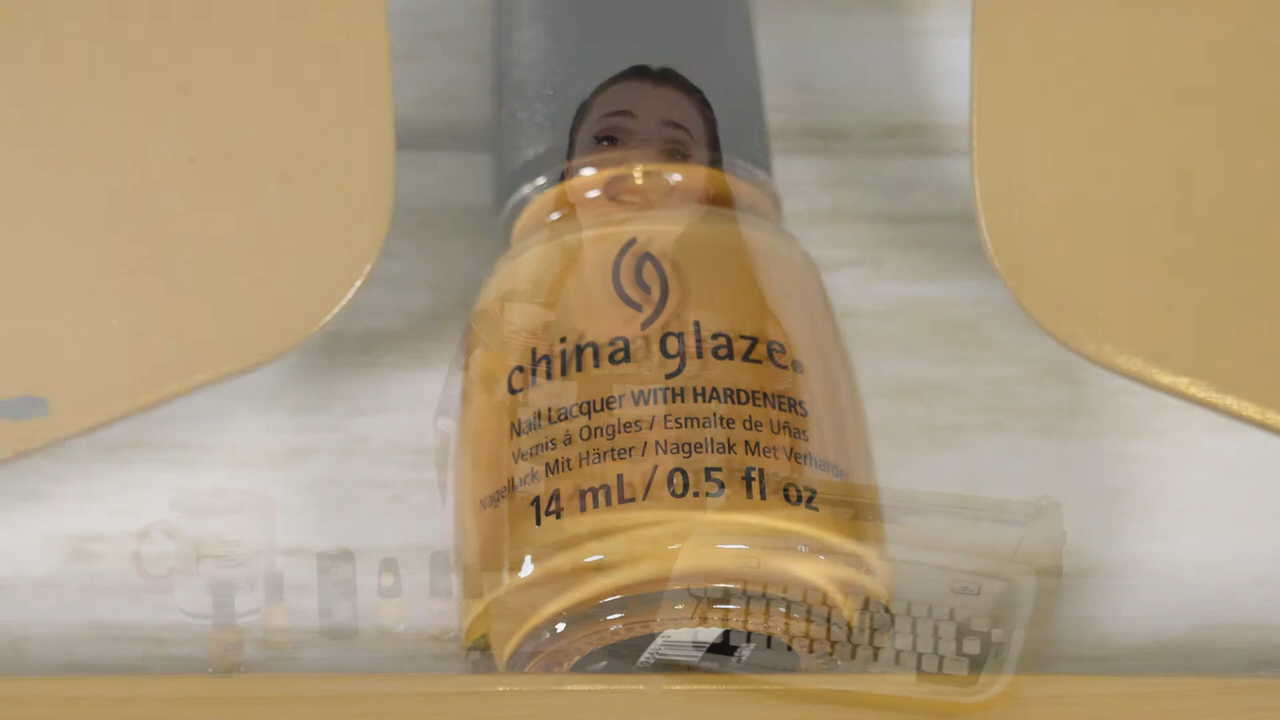 china glaze®
Nail Lacquer WITH HARDENERS
Vernis á Ongles / Esmalte de Uñas
Nagellack Mit Härter / Nagellak Met Verharder
14 mL / 0.5 fl oz